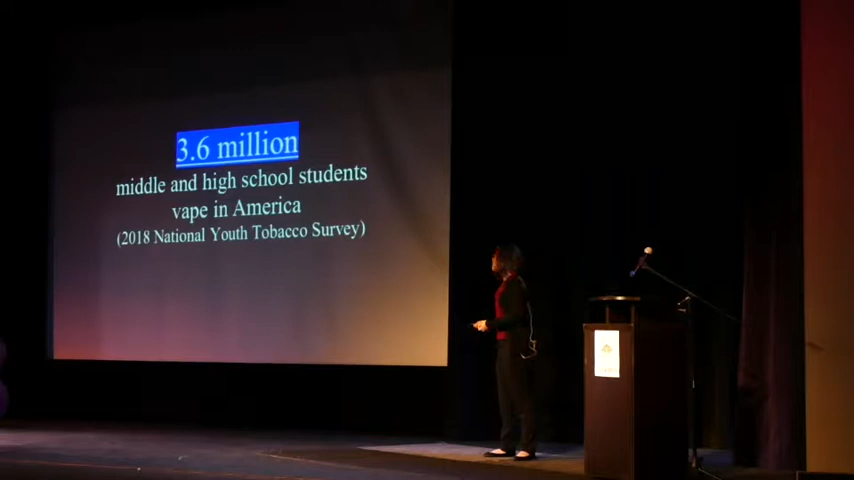 3.6 million
middle and high school students
vape in America
(2018 National Youth Tobacco Survey)